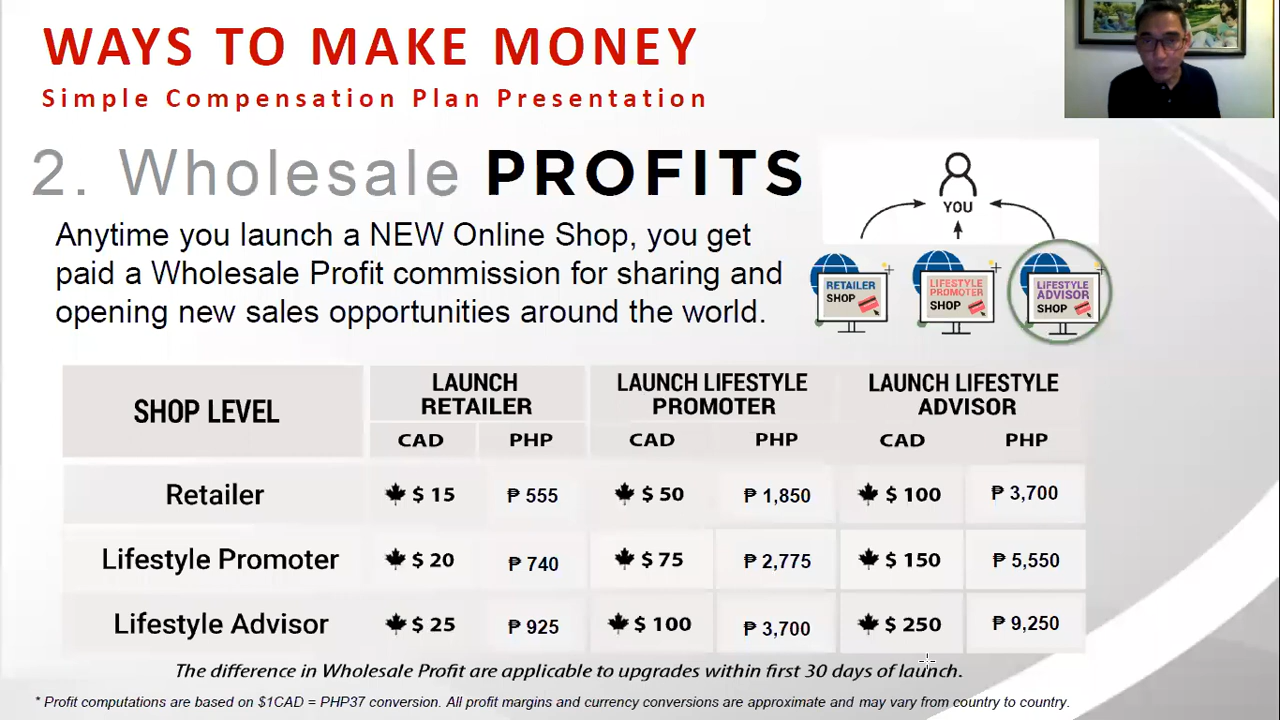 WAYS TO MAKE MONEY
Simple Compensation Plan Presentation
2. Wholesale PROFITS
Anytime you launch a NEW Online Shop, you get
paid a Wholesale Profit commission for sharing and
opening new sales opportunities around the world.
YOU
RETAILER
SHOP
LIFESTYLE
PROMOTER
SHOP
LIFESTYLE
ADVISOR
SHOP
SHOP LEVEL
LAUNCH
RETAILER
LAUNCH LIFESTYLE
PROMOTER
LAUNCH LIFESTYLE
ADVISOR
CAD PHP CAD PHP CAD PHP
Retailer $ 15 ₱ 555 $ 50 ₱ 1,850 $ 100 ₱ 3,700
Lifestyle Promoter $ 20 ₱ 740 $ 75 ₱ 2,775 $ 150 ₱ 5,550
Lifestyle Advisor $ 25 ₱ 925 $ 100 ₱ 3,700 $ 250 ₱ 9,250
The difference in Wholesale Profit are applicable to upgrades within first 30 days of launch.
* Profit computations are based on $1CAD = PHP37 conversion. All profit margins and currency conversions are approximate and may vary from country to country.